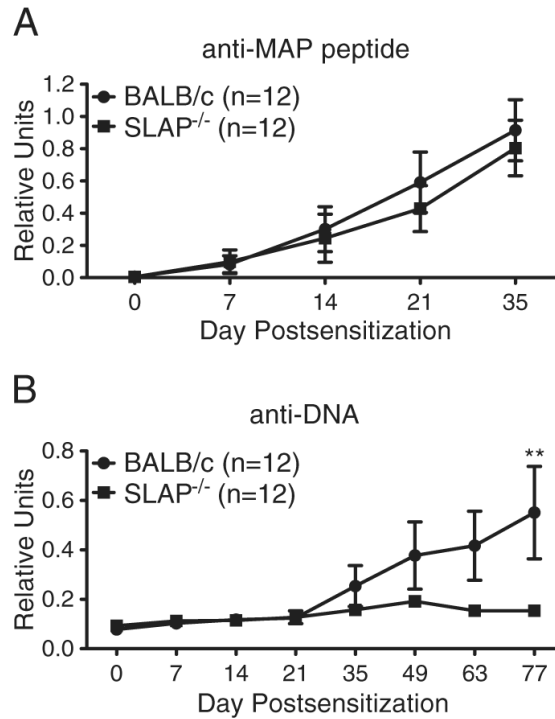 A
anti-MAP peptide
Relative Units
1.2
1.0
0.8
0.6
0.4
0.2
0.0
BALB/c (n=12)
SLAP-/- (n=12)
0 7 14 21 35
Day Postsensitization
B
anti-DNA
Relative Units
0.8
0.6
0.4
0.2
0.0
BALB/c (n=12)
SLAP-/- (n=12)
**
0 7 14 21 35 49 63 77
Day Postsensitization